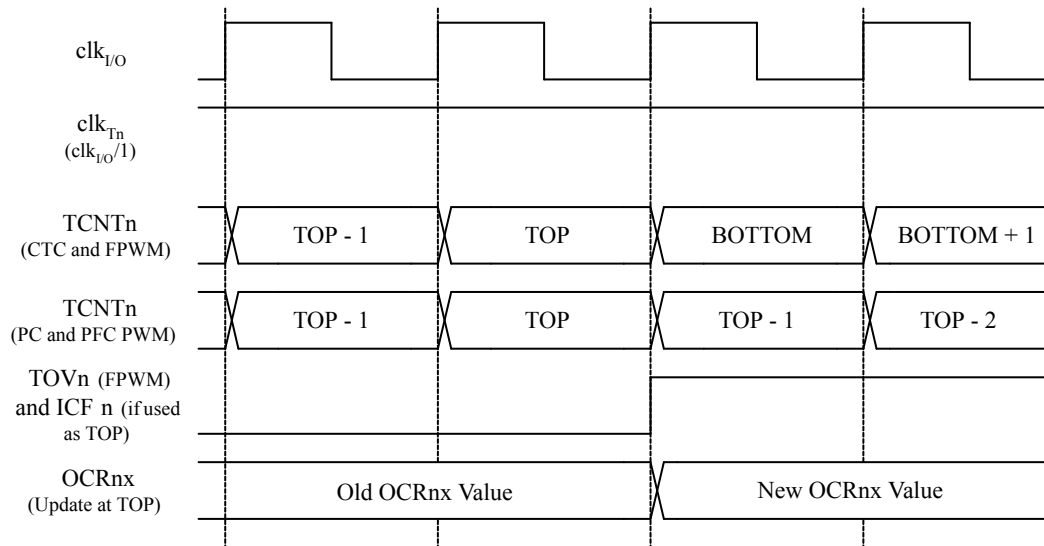 clkI/O
clkTn
(clkI/O/1)
TCNTn
(CTC and FPWM)
TOP - 1
TOP
BOTTOM
BOTTOM + 1
TCNTn
(PC and PFC PWM)
TOP - 1
TOP
TOP - 1
TOP - 2
TOVn (FPWM)
and ICF n (if used
as TOP)
OCRnx
(Update at TOP)
Old OCRnx Value
New OCRnx Value